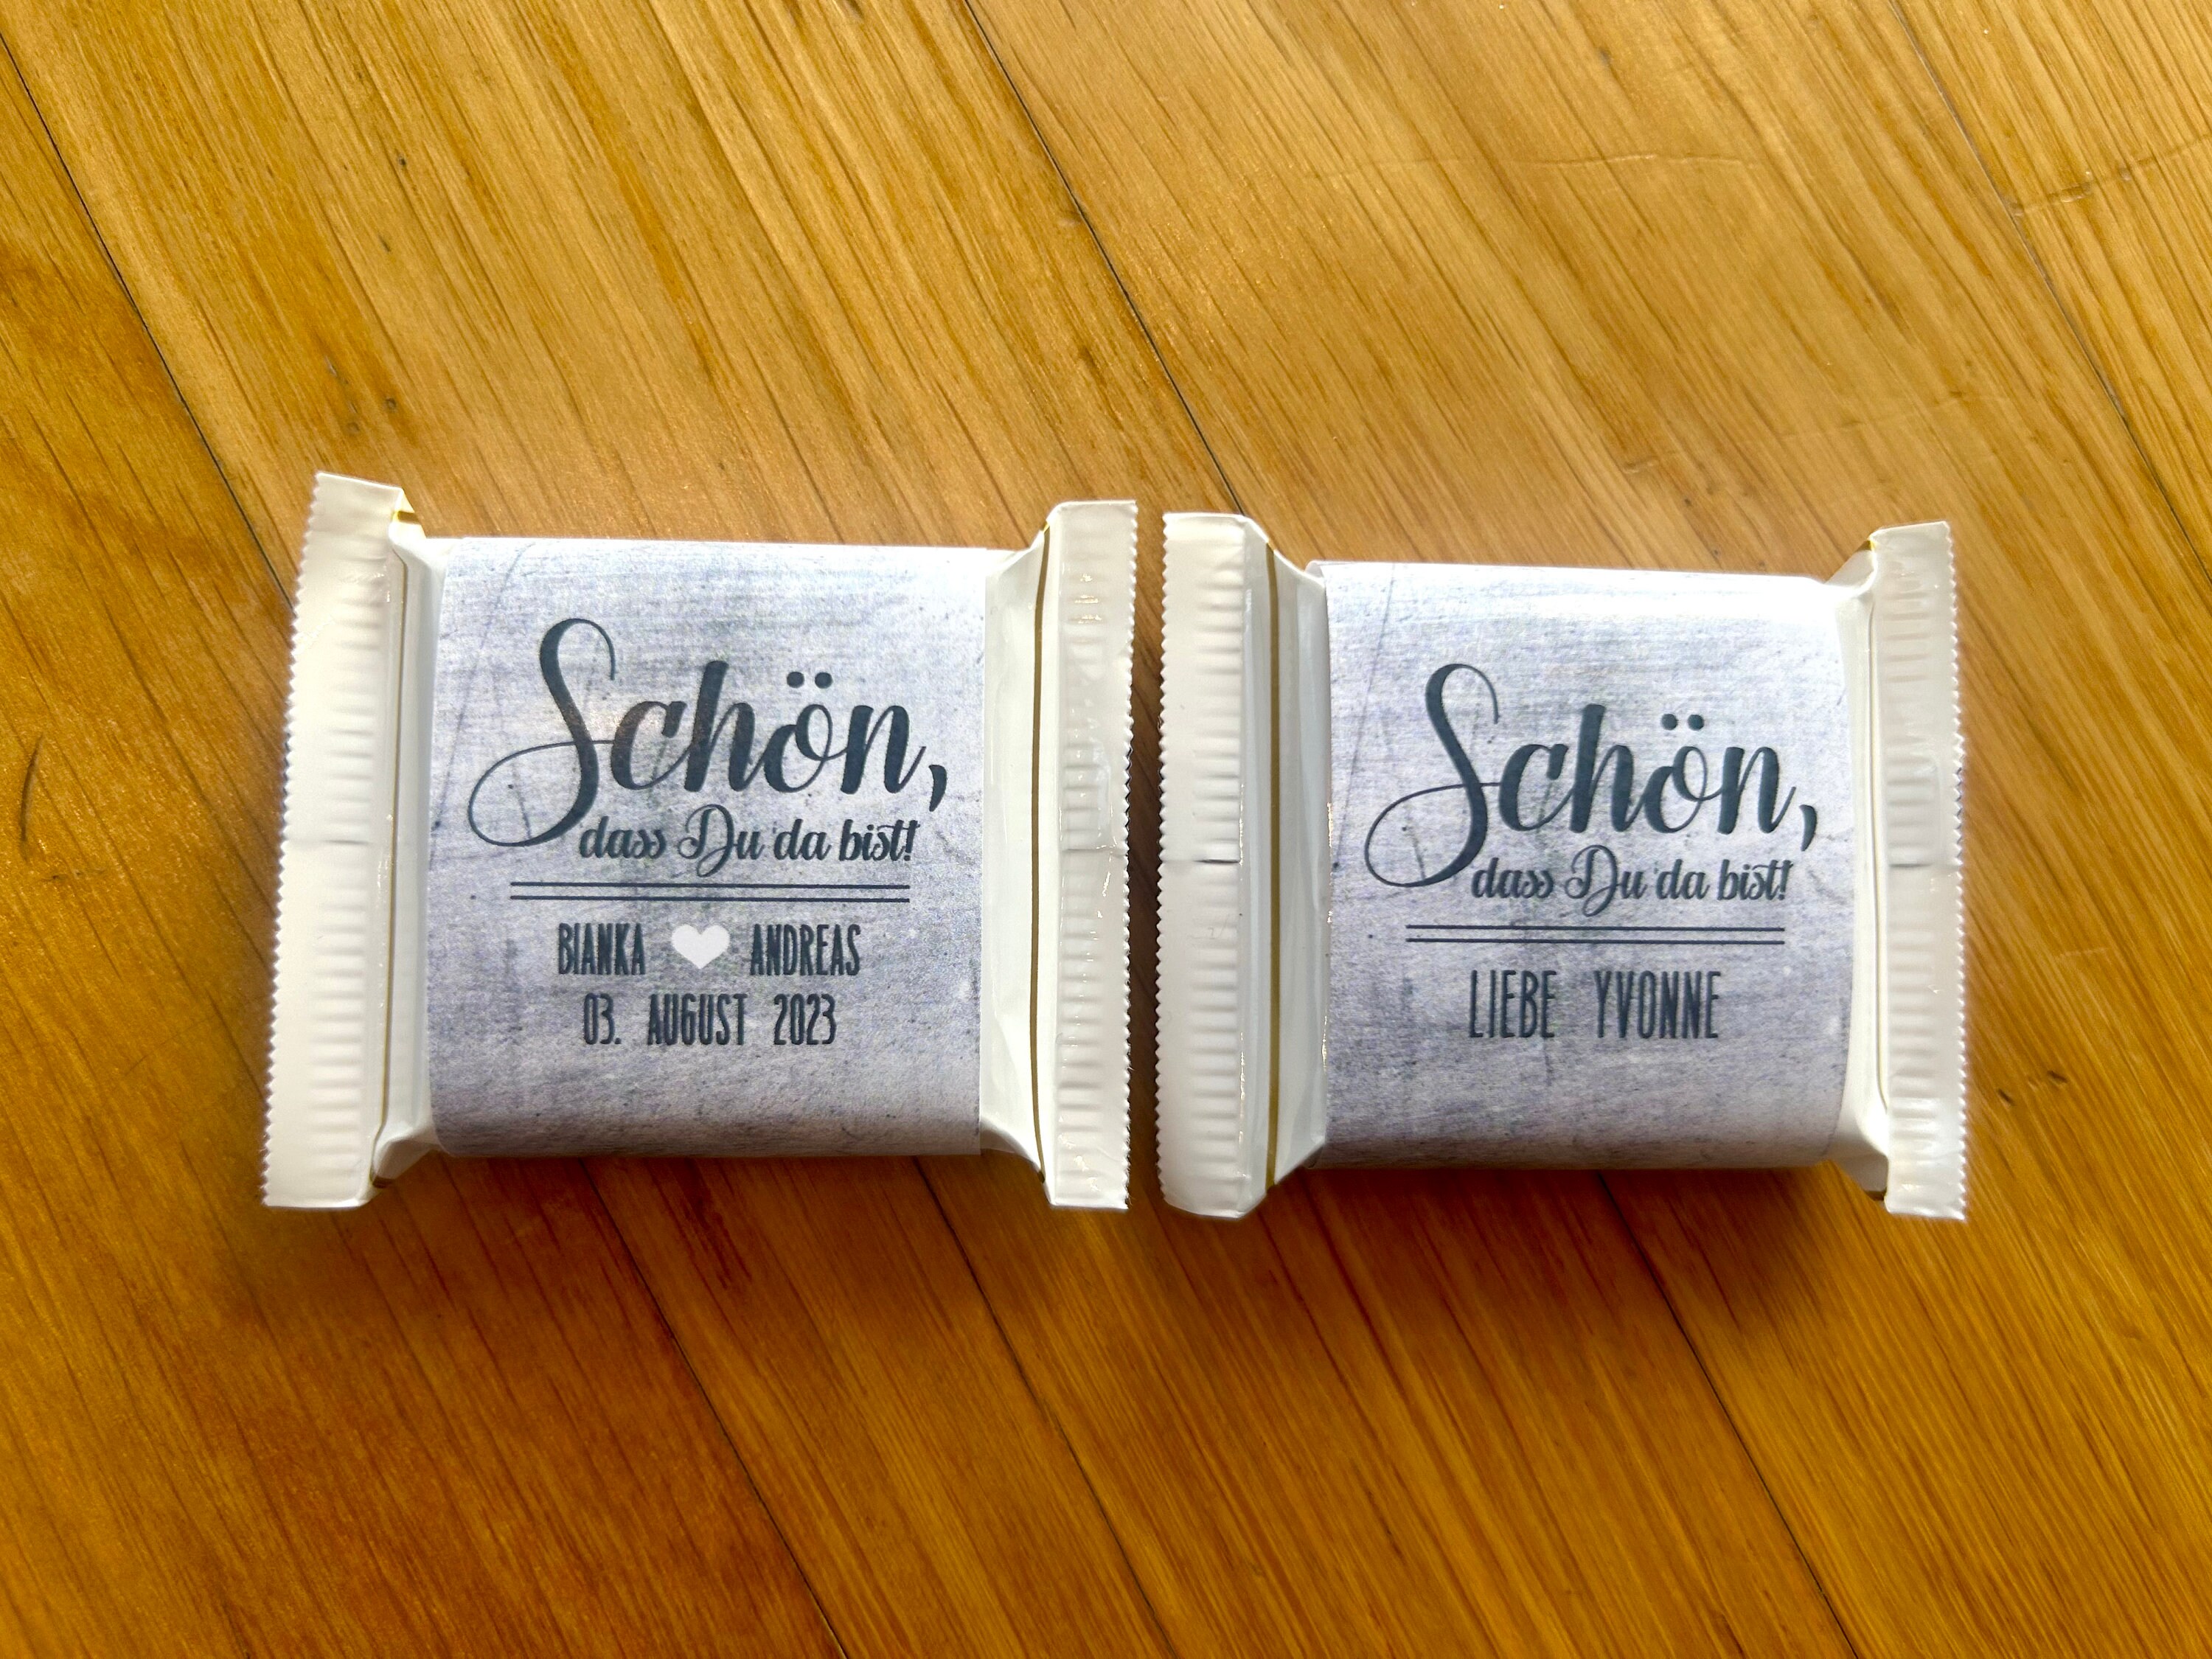 Schön,
dass Du da bist!
BIANKA ♥ ANDREAS
03. AUGUST 2023
Schön,
dass Du da bist!
LIEBE YVONNE